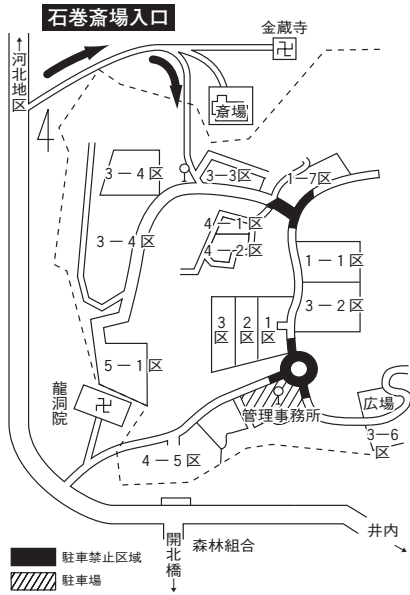 石巻斎場入口
金蔵寺
卍
↑河北地区
斎場
3－4区
3－3区
1－7区
3－4区
4－1区
4－2区
1－1区
3－2区
3区
2区
1区
5－1区
龍洞院
卍
管理事務所
広場
3－6区
4－5区
開北橋↓
森林組合
井内
駐車禁止区域
駐車場